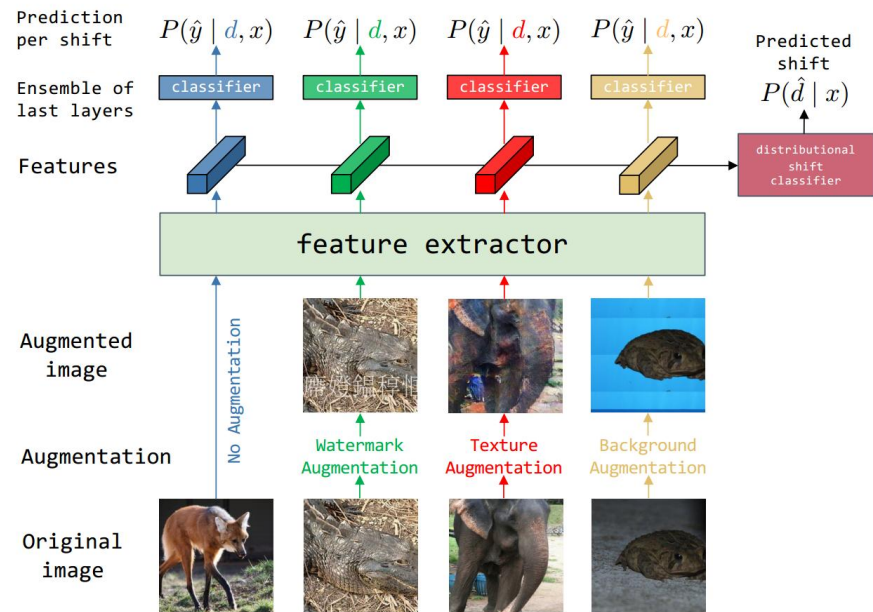 Prediction per shift
P(ŷ | d, x) P(ŷ | d, x) P(ŷ | d, x) P(ŷ | d, x)
Predicted shift
P(d̂ | x)
Ensemble of last layers
classifier classifier classifier classifier
Features
distributional shift classifier
feature extractor
Augmented image
No Augmentation
Augmentation
Watermark Augmentation
Texture Augmentation
Background Augmentation
Original image